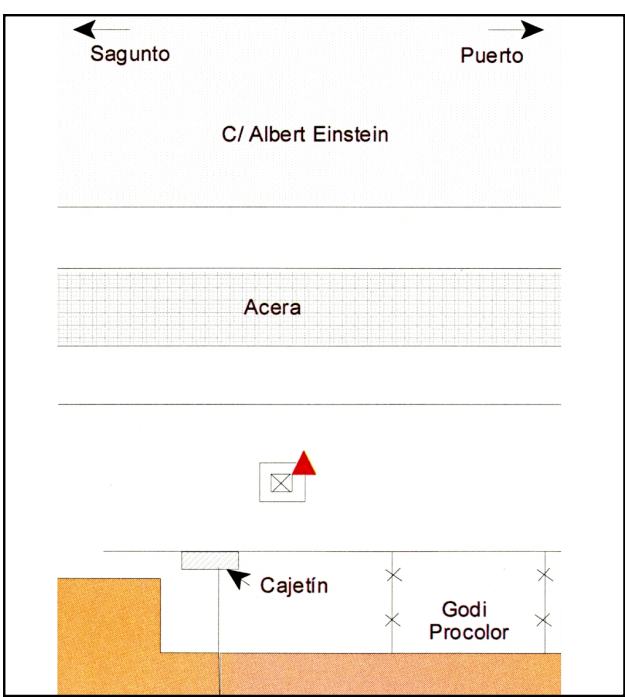 Sagunto
Puerto
C/ Albert Einstein
Acera
Cajetín
Godi
Procolor